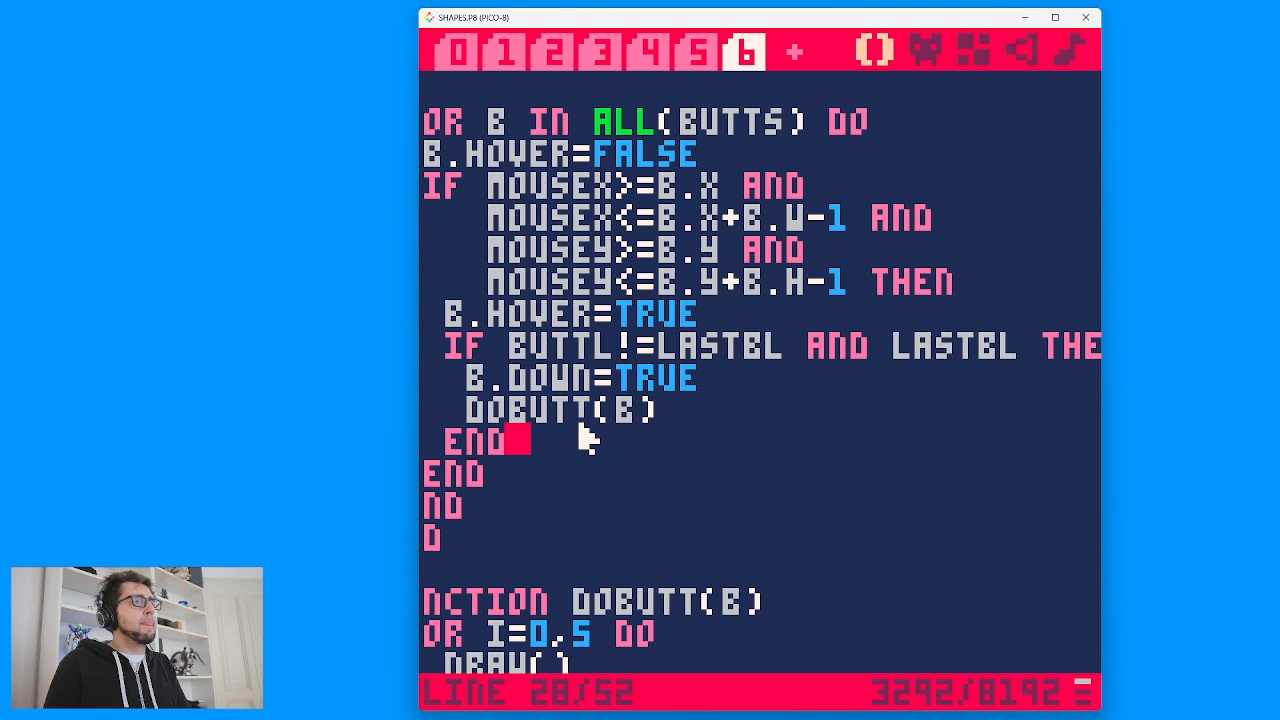 SHAPES.P8 (PICO-8)
0 1 2 3 4 5 6 +
OR B IN ALL(BUTTS) DO
B.HOVER=FALSE
IF MOUSEX>=B.X AND
MOUSEX<=B.X+B.W-1 AND
MOUSEY>=B.Y AND
MOUSEY<=B.Y+B.H-1 THEN
B.HOVER=TRUE
IF BUTTL!=LASTBL AND LASTBL THE
B.DOWN=TRUE
DOBUTT(B)
END
END
ND
D
NCTION DOBUTT(B)
OR I=0,5 DO
DRAW()
LINE 28/52
3292/8192